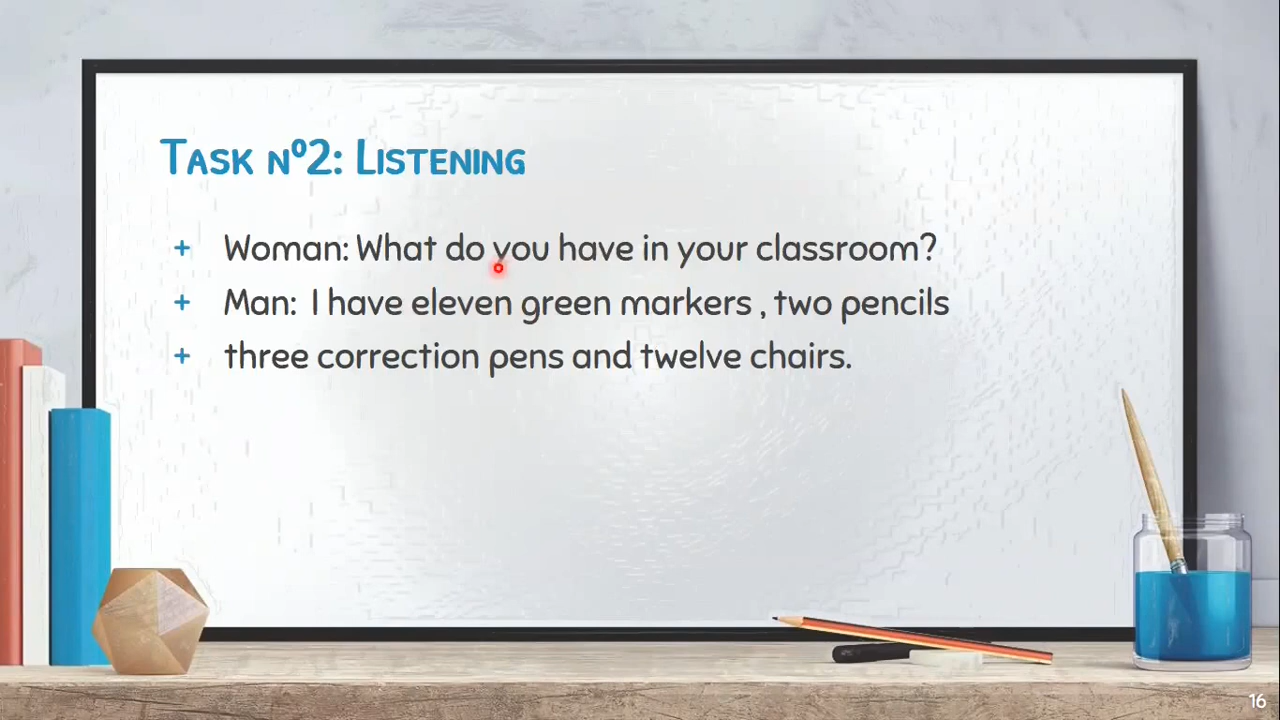 Task nº2: Listening
+ Woman: What do you have in your classroom?
+ Man: I have eleven green markers , two pencils
+ three correction pens and twelve chairs.
16